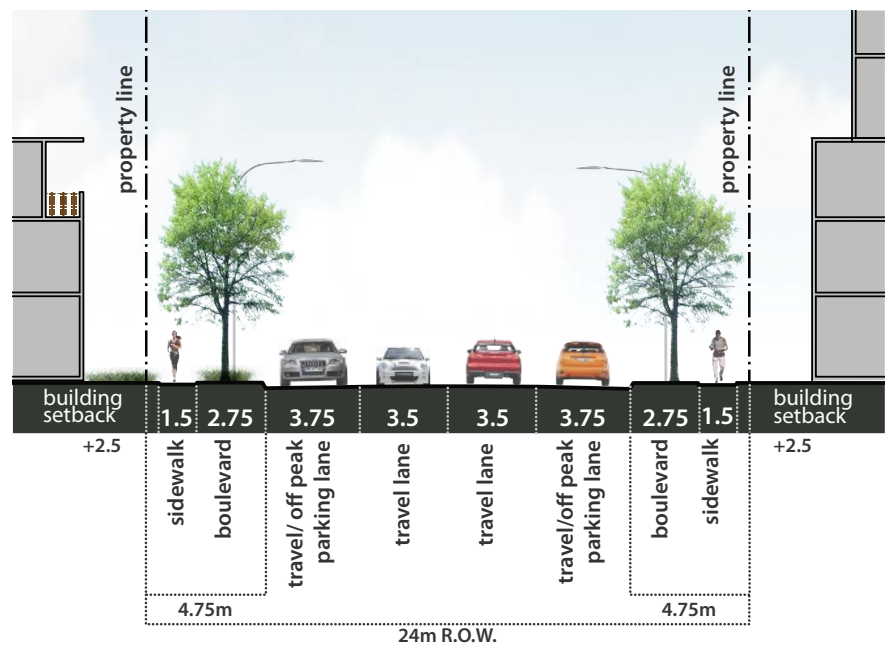 property line
property line
building
setback
1.5
2.75
3.75
3.5
3.5
3.75
2.75
1.5
building
setback
+2.5
+2.5
sidewalk
boulevard
travel/ off peak
parking lane
travel lane
travel lane
travel/off peak
parking lane
boulevard
sidewalk
4.75m
4.75m
24m R.O.W.